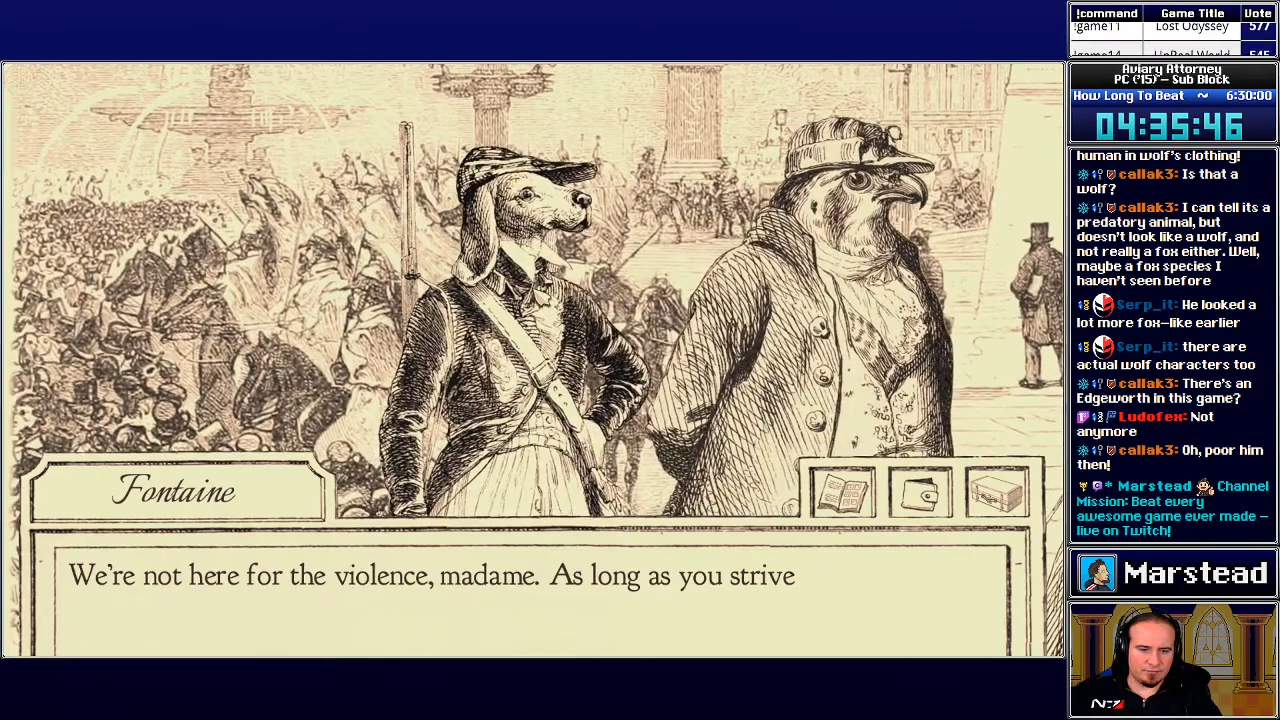 !command Game Title Vote
!game11 Lost Odyssey 577
!game14 UnReal World 545
Aviary Attorney
PC ('15) – Sub Block
How Long To Beat ~ 6:30:00
04:35:46
human in wolf's clothing!
callak3: Is that a
wolf?
callak3: I can tell its a
predatory animal, but
doesn't look like a wolf, and
not really a fox either. Well,
maybe a fox species I
haven't seen before
Serp_it: He looked a
lot more fox-like earlier
Serp_it: there are
actual wolf characters too
callak3: There's an
Edgeworth in this game?
Ludofex: Not
anymore
callak3: Oh, poor him
then!
Marstead Channel
Mission: Beat every
awesome game ever made –
live on Twitch!
Marstead
N7
Fontaine
We're not here for the violence, madame. As long as you strive